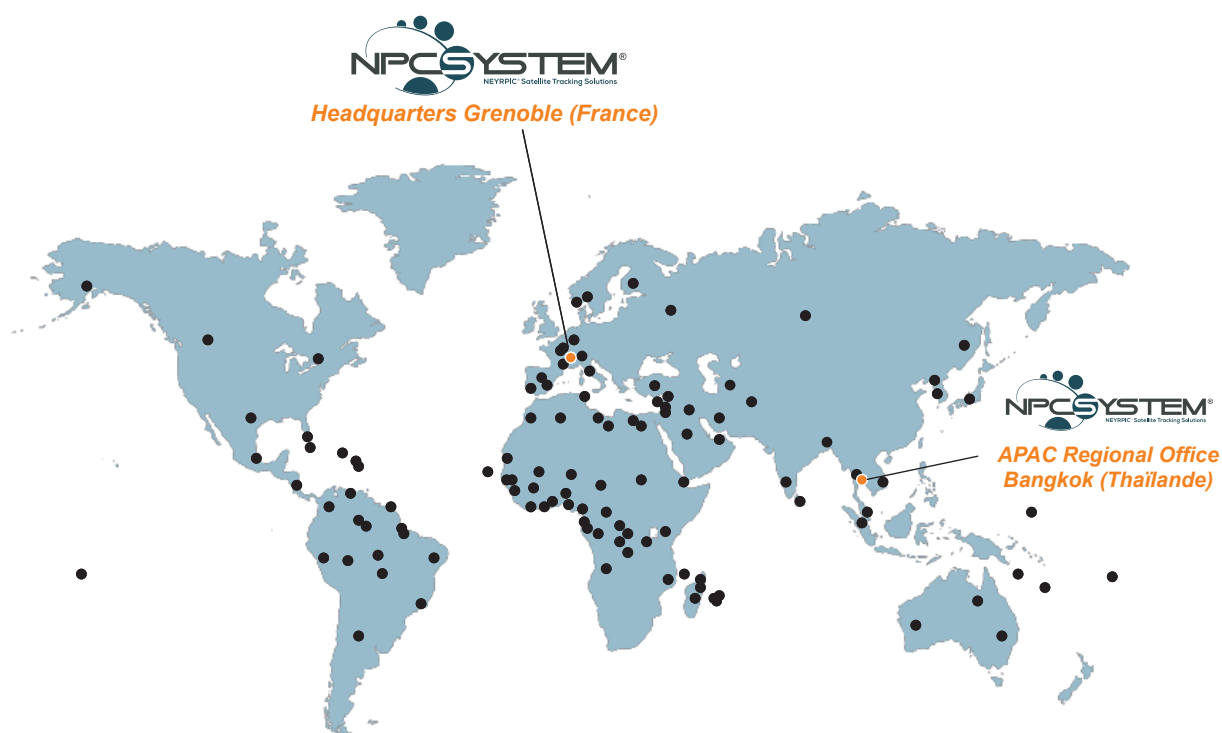 NPCSYSTEM®
NEYRPIC® Satellite Tracking Solutions
Headquarters Grenoble (France)
NPCSYSTEM®
NEYRPIC® Satellite Tracking Solutions
APAC Regional Office
Bangkok (Thaïlande)